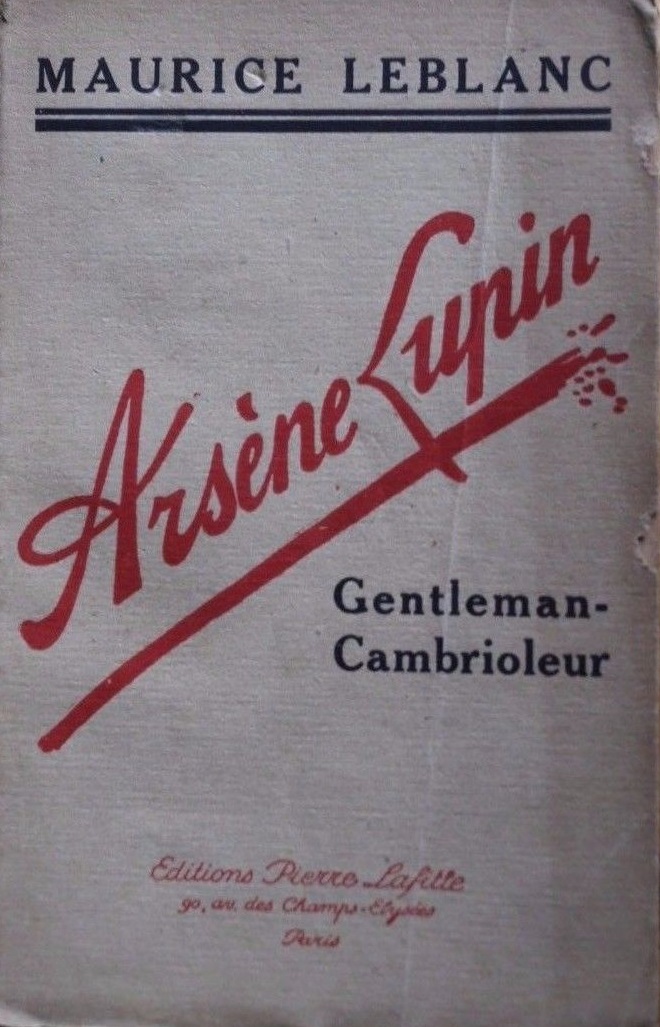 MAURICE LEBLANC
Arsène Lupin
Gentleman-
Cambrioleur
Editions Pierre Lafitte
90, av. des Champs-Elysées
Paris